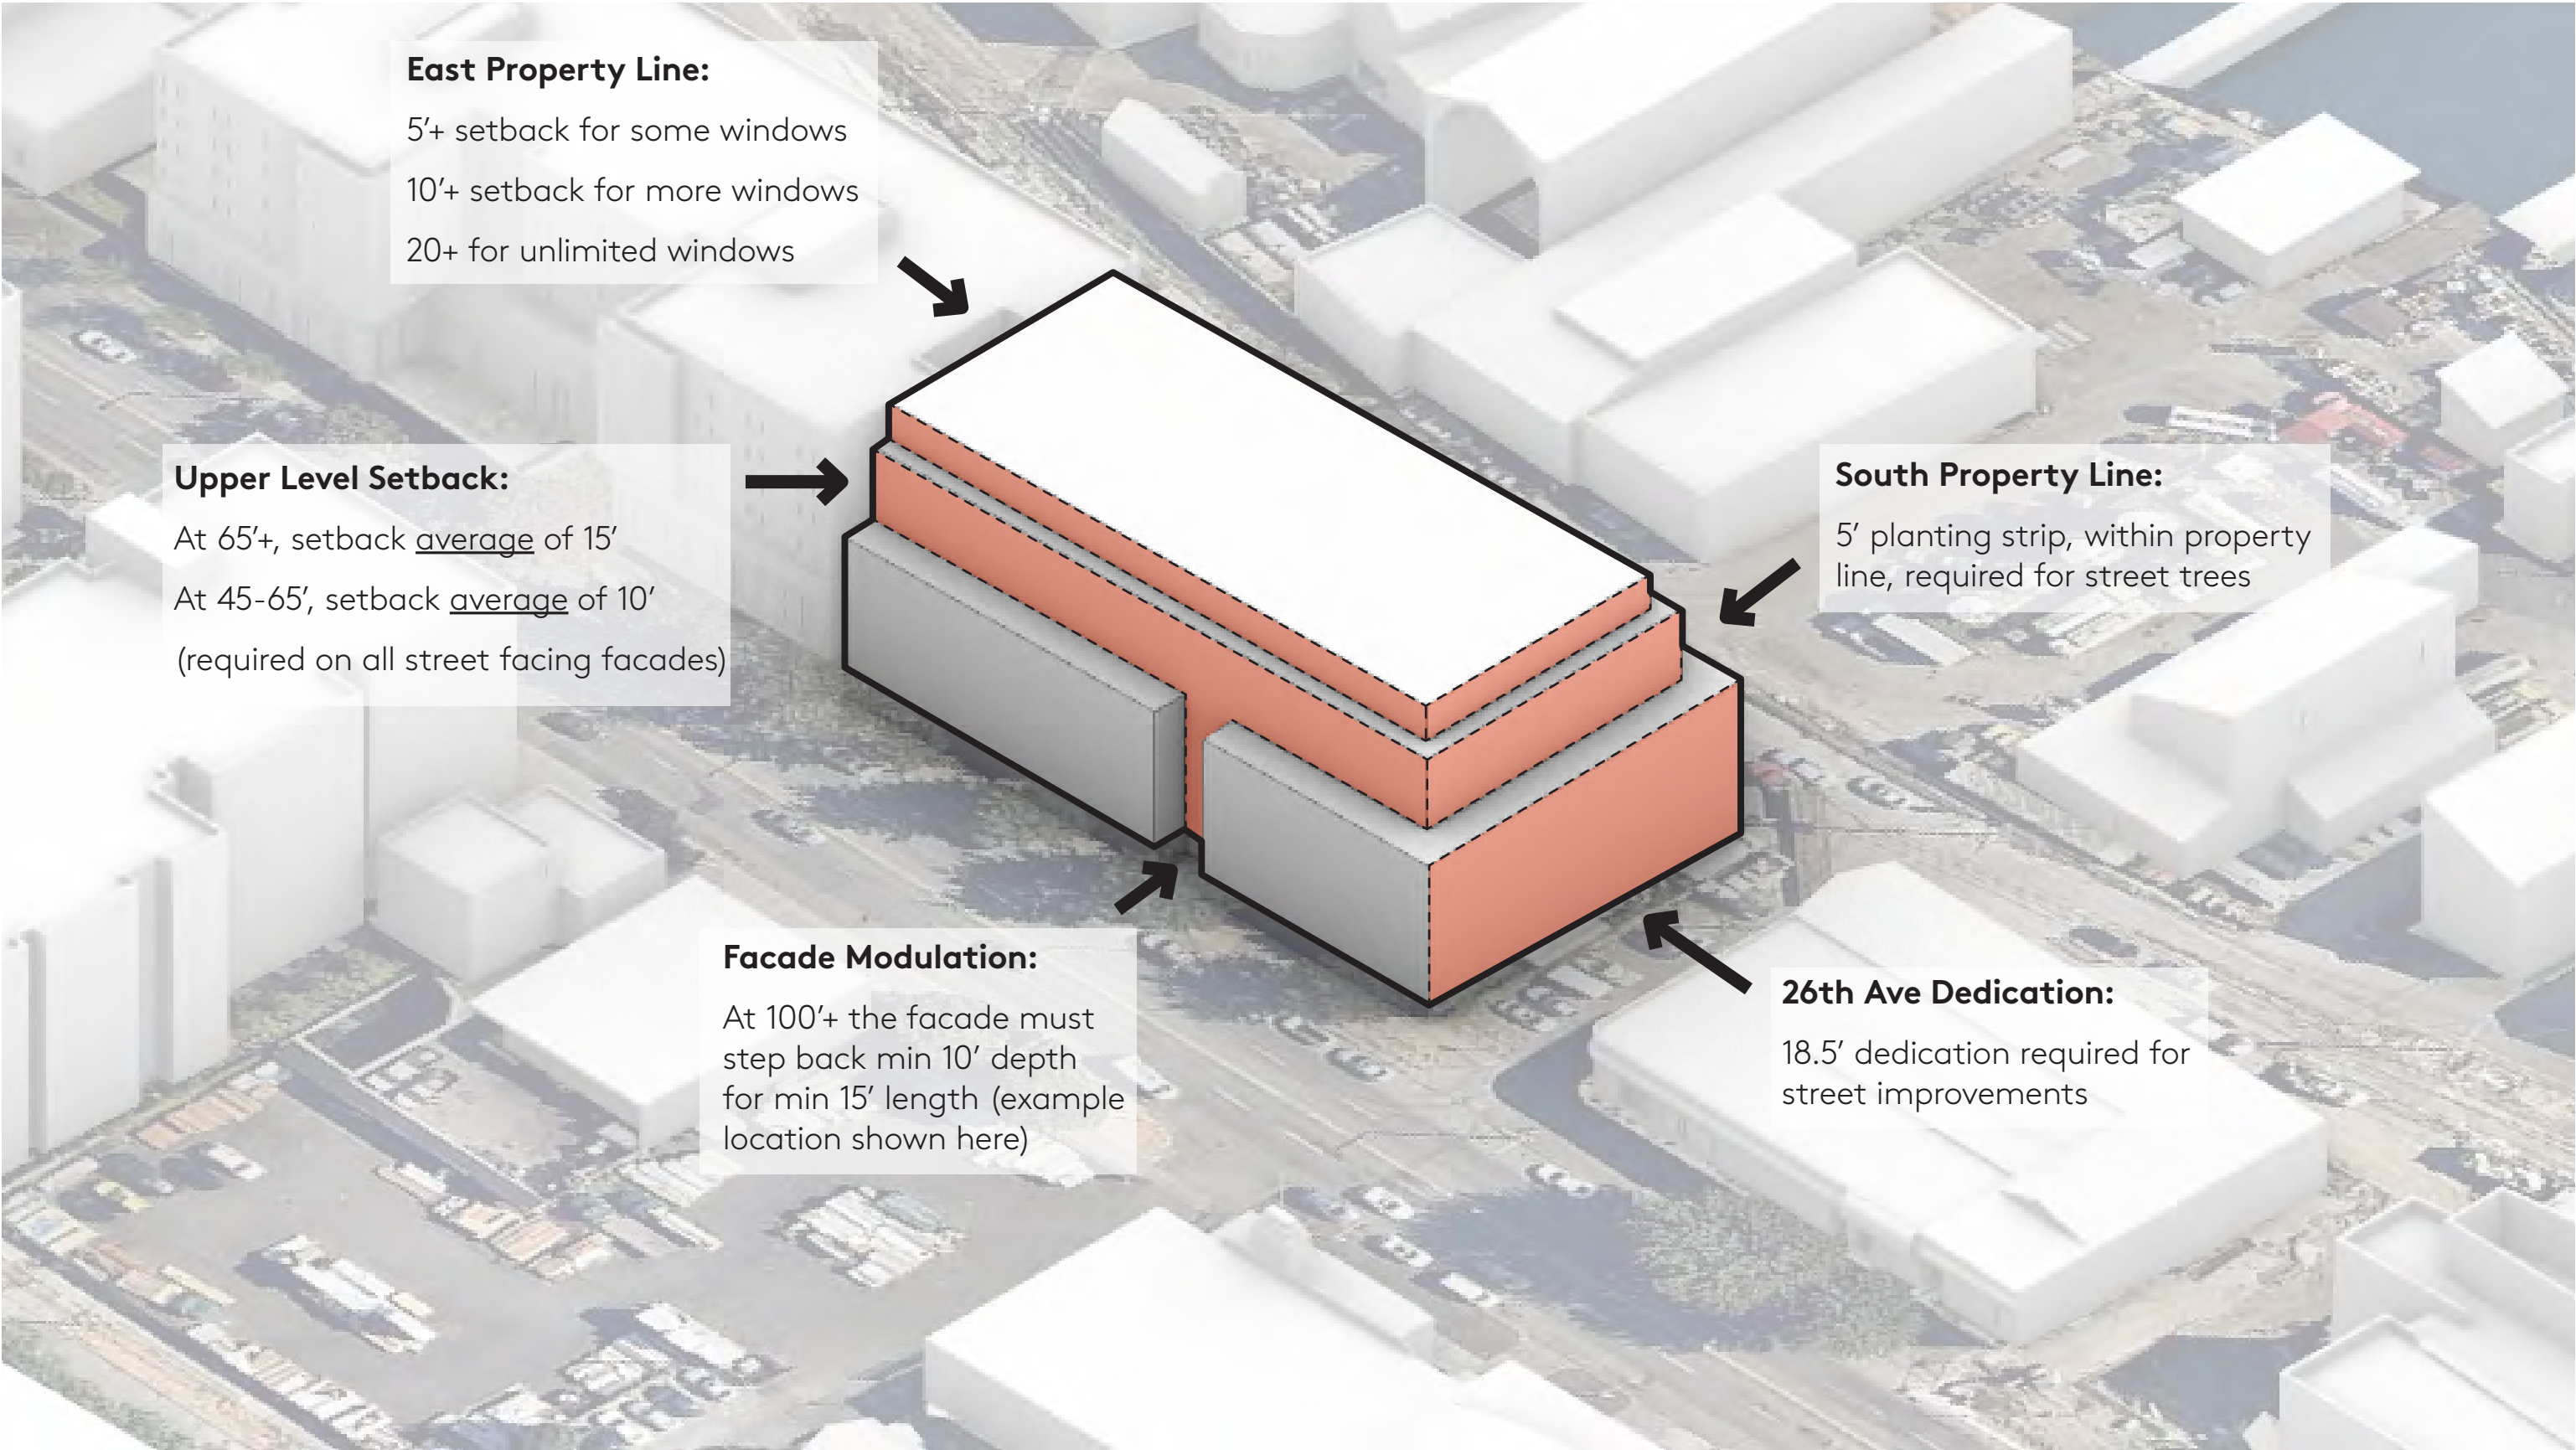 East Property Line:
5'+ setback for some windows
10'+ setback for more windows
20+ for unlimited windows
Upper Level Setback:
At 65'+, setback average of 15'
At 45-65', setback average of 10'
(required on all street facing facades)
South Property Line:
5' planting strip, within property
line, required for street trees
Facade Modulation:
At 100'+ the facade must
step back min 10' depth
for min 15' length (example
location shown here)
26th Ave Dedication:
18.5' dedication required for
street improvements